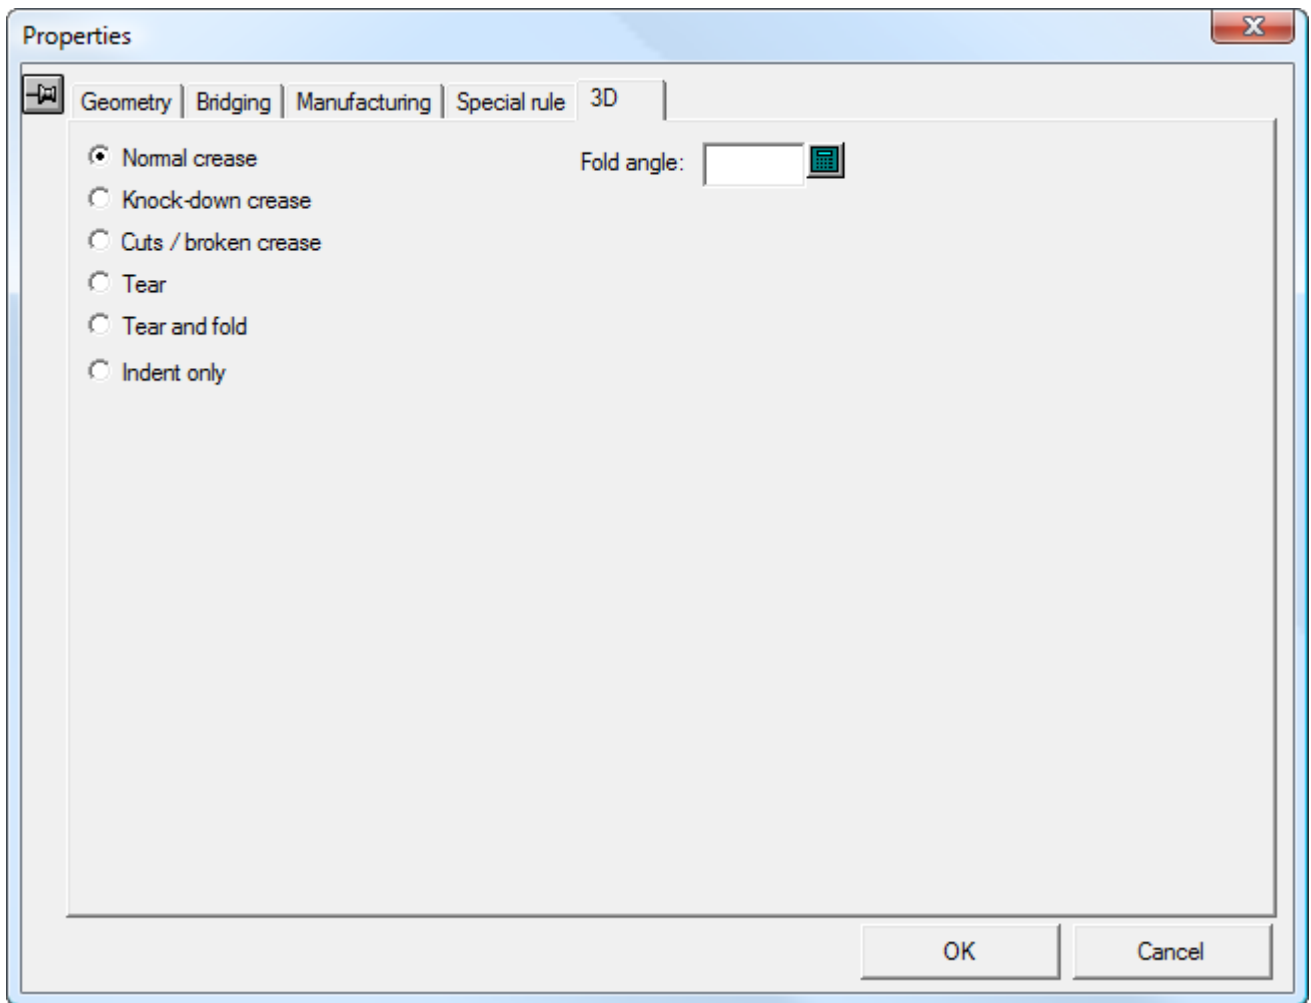 Properties
Geometry Bridging Manufacturing Special rule 3D
Normal crease Fold angle:
Knock-down crease
Cuts / broken crease
Tear
Tear and fold
Indent only
OK Cancel